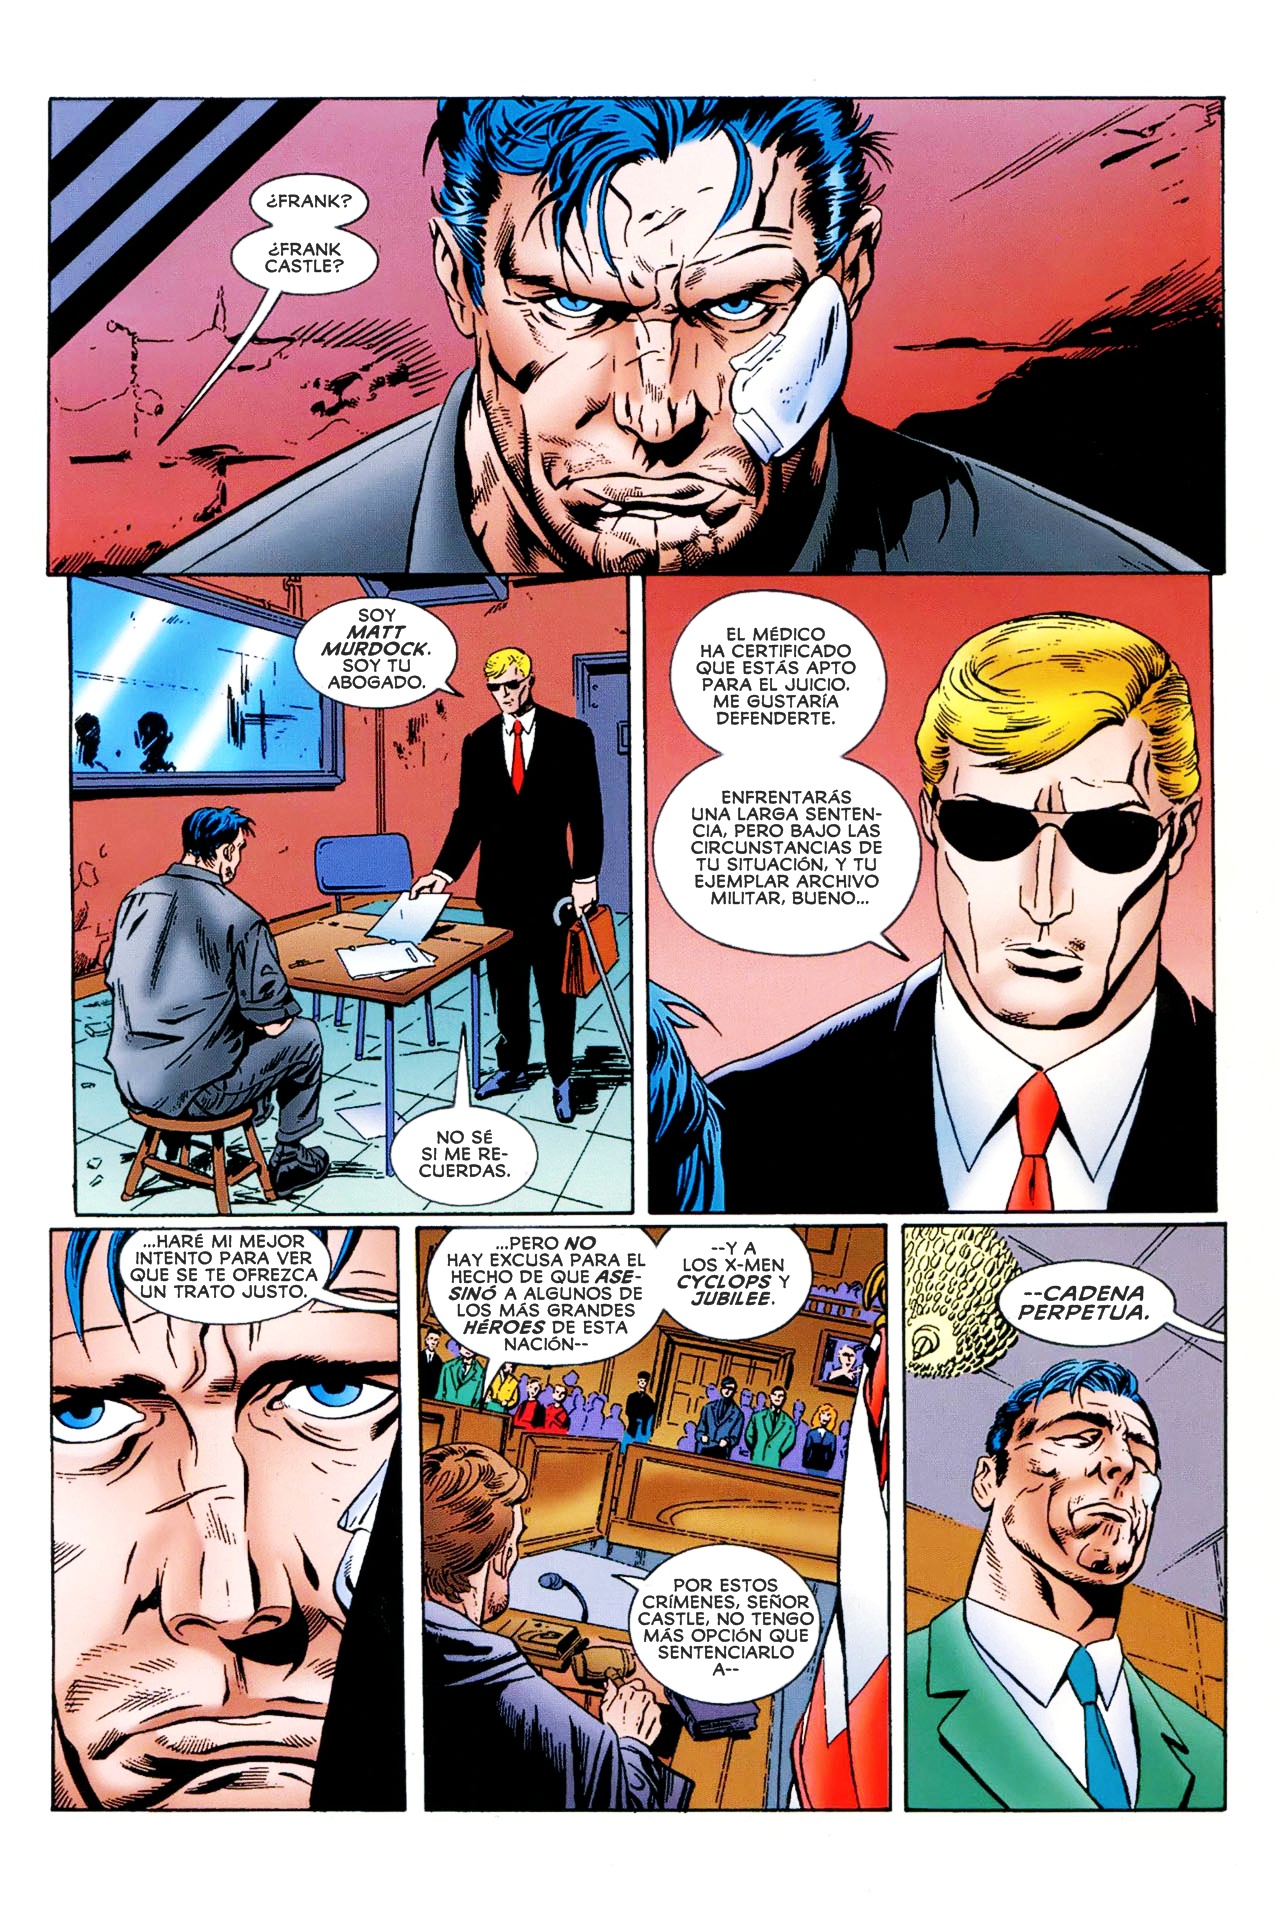 ¿FRANK?
¿FRANK
CASTLE?
SOY
MATT
MURDOCK.
SOY TU
ABOGADO.
NO SÉ
SI ME RE-
CUERDAS.
EL MÉDICO
HA CERTIFICADO
QUE ESTÁS APTO
PARA EL JUICIO.
ME GUSTARÍA
DEFENDERTE.
ENFRENTARÁS
UNA LARGA SENTEN-
CIA, PERO BAJO LAS
CIRCUNSTANCIAS DE
TU SITUACIÓN, Y TU
EJEMPLAR ARCHIVO
MILITAR, BUENO...
...HARÉ MI MEJOR
INTENTO PARA VER
QUE SE TE OFREZCA
UN TRATO JUSTO.
...PERO NO
HAY EXCUSA PARA EL
HECHO DE QUE ASE-
SINÓ A ALGUNOS DE
LOS MÁS GRANDES
HÉROES DE ESTA
NACIÓN--
--Y A
LOS X-MEN
CYCLOPS Y
JUBILEE.
POR ESTOS
CRÍMENES, SEÑOR
CASTLE, NO TENGO
MÁS OPCIÓN QUE
SENTENCIARLO
A--
--CADENA
PERPETUA.